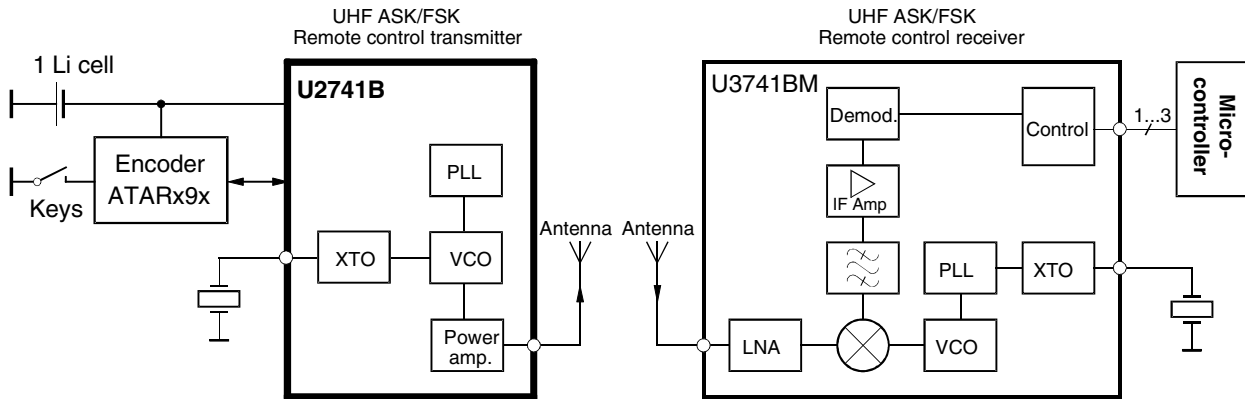 UHF ASK/FSK
Remote control transmitter
1 Li cell
U2741B
Encoder
ATARx9x
Keys
PLL
XTO
VCO
Power
amp.
Antenna
UHF ASK/FSK
Remote control receiver
Antenna
U3741BM
Demod.
Control
1...3
Micro-
controller
IF Amp
PLL
XTO
LNA
VCO